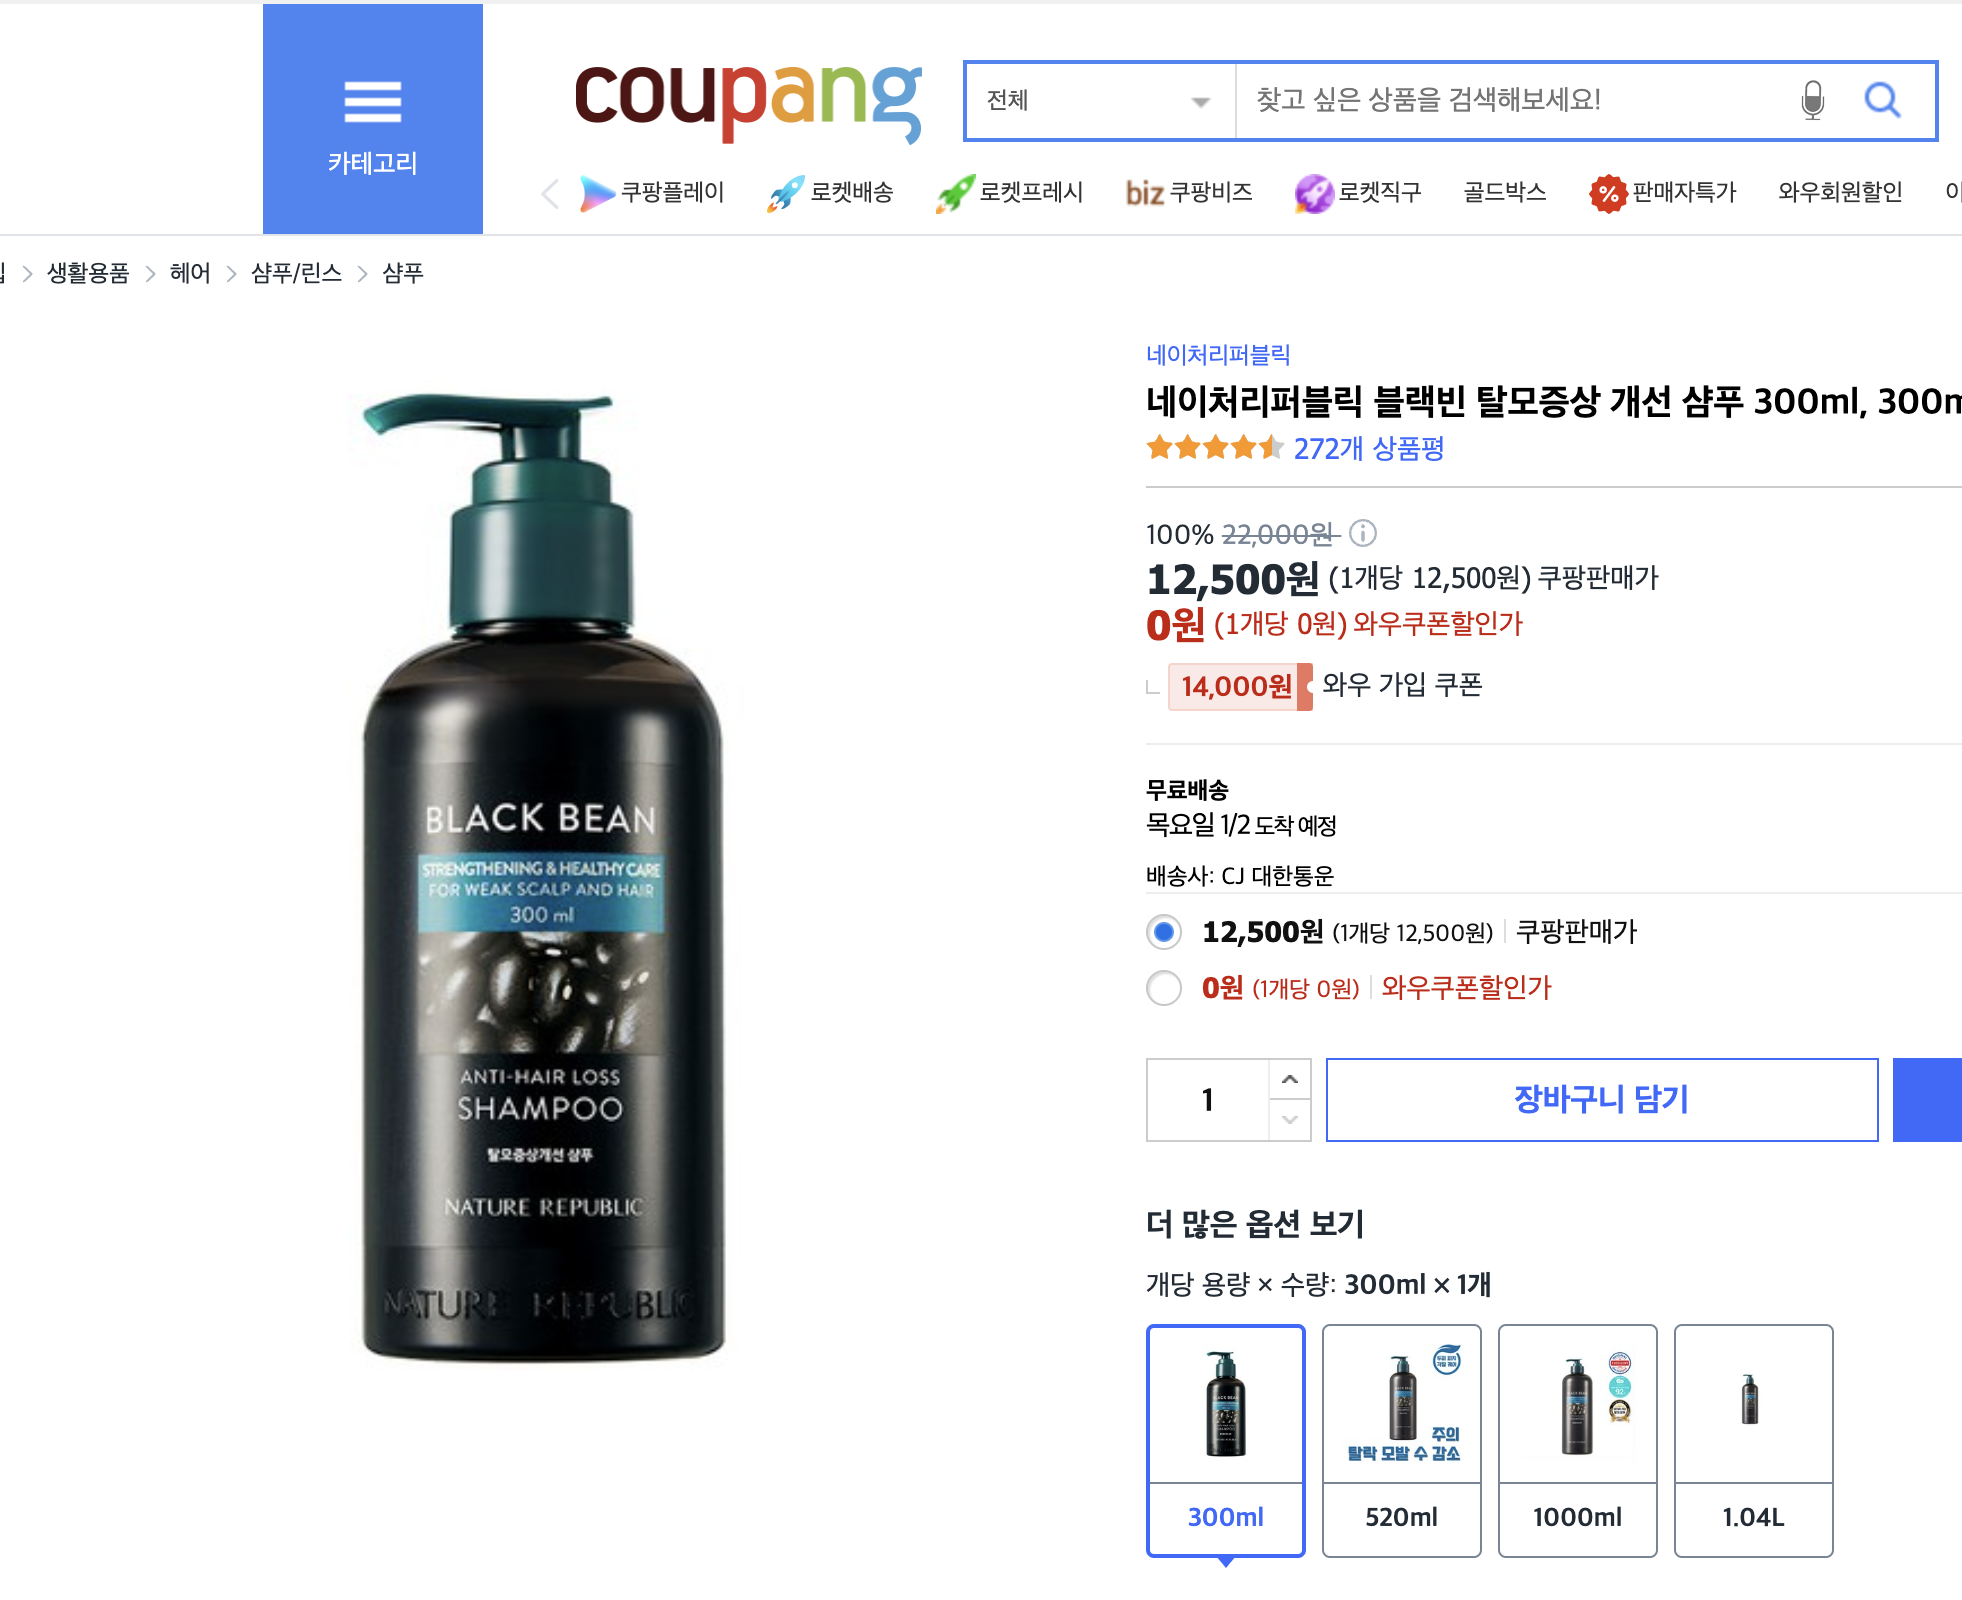 카테고리
coupang
전체
찾고 싶은 상품을 검색해보세요!
쿠팡플레이 로켓배송 로켓프레시 biz 쿠팡비즈 로켓직구 골드박스 % 판매자특가 와우회원할인
> 생활용품 > 헤어 > 샴푸/린스 > 샴푸
네이처리퍼블릭
네이처리퍼블릭 블랙빈 탈모증상 개선 샴푸 300ml, 300m
272개 상품평
100% 22,000원
12,500원 (1개당 12,500원) 쿠팡판매가
0원 (1개당 0원) 와우쿠폰할인가
14,000원 와우 가입 쿠폰
무료배송
목요일 1/2 도착 예정
배송사: CJ 대한통운
12,500원 (1개당 12,500원) 쿠팡판매가
0원 (1개당 0원) 와우쿠폰할인가
1
장바구니 담기
더 많은 옵션 보기
개당 용량 × 수량: 300ml × 1개
주의
탈락 모발 수 감소
300ml
520ml
1000ml
1.04L
BLACK BEAN
STRENGTHENING & HEALTHY CARE
FOR WEAK SCALP AND HAIR
300 ml
ANTI-HAIR LOSS
SHAMPOO
탈모증상개선 샴푸
NATURE REPUBLIC
NATURE REPUBLIC